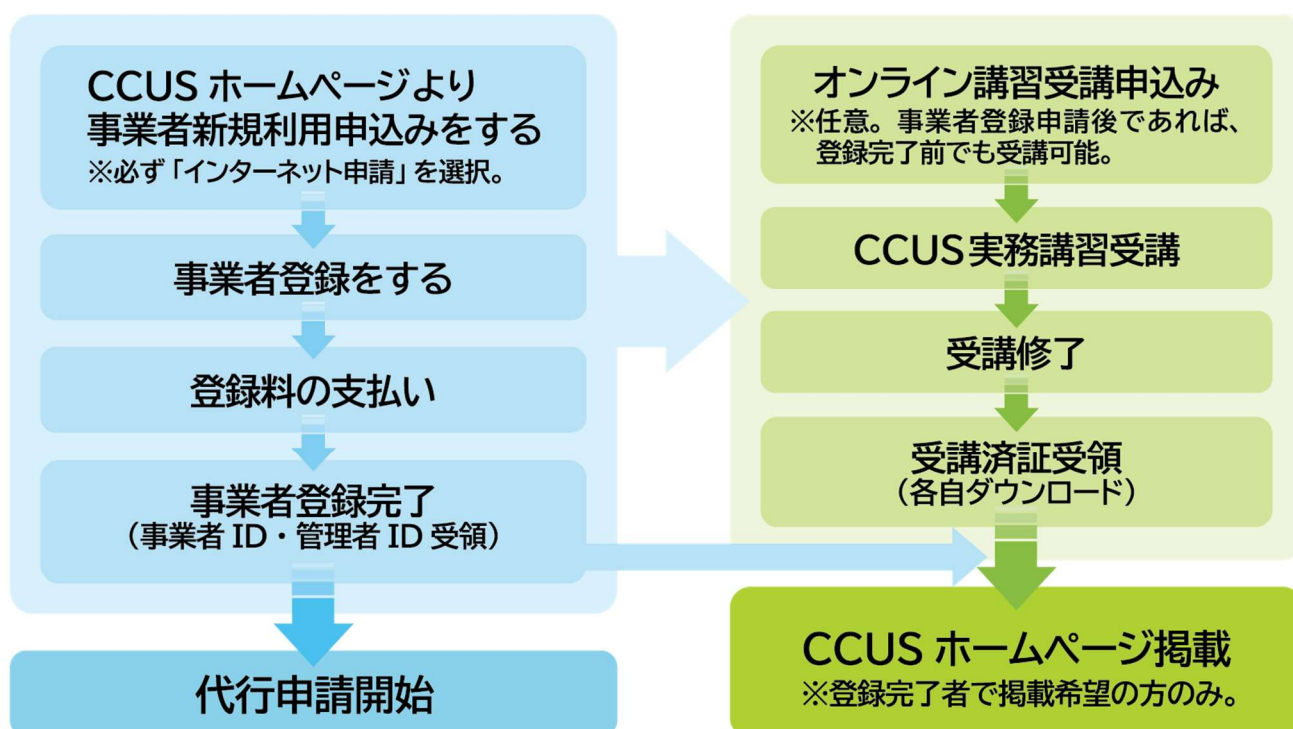 CCUS ホームページより
事業者新規利用申込みをする
※必ず「インターネット申請」を選択。
事業者登録をする
登録料の支払い
事業者登録完了
（事業者 ID・管理者 ID 受領）
代行申請開始
オンライン講習受講申込み
※任意。事業者登録申請後であれば、
登録完了前でも受講可能。
CCUS実務講習受講
受講修了
受講済証受領
（各自ダウンロード）
CCUS ホームページ掲載
※登録完了者で掲載希望の方のみ。